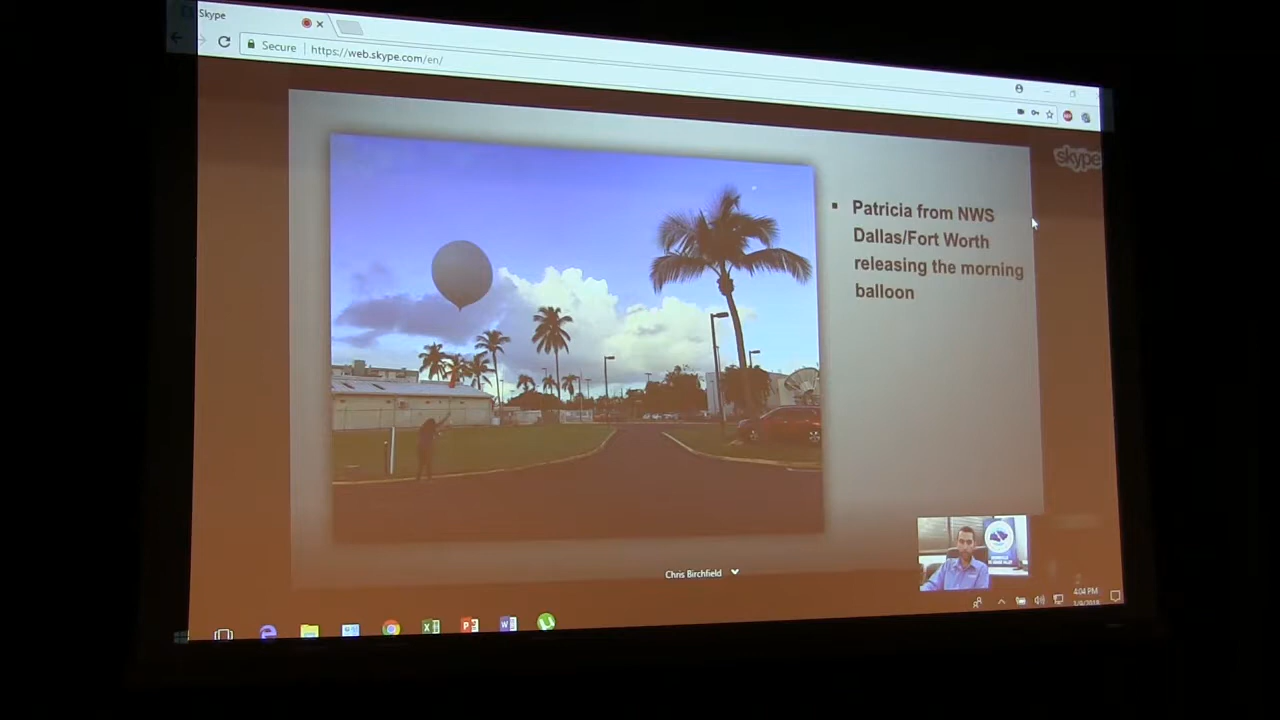 Skype
Secure
https://web.skype.com/en/
skype
Patricia from NWS
Dallas/Fort Worth
releasing the morning
balloon
Chris Birchfield
4:04 PM